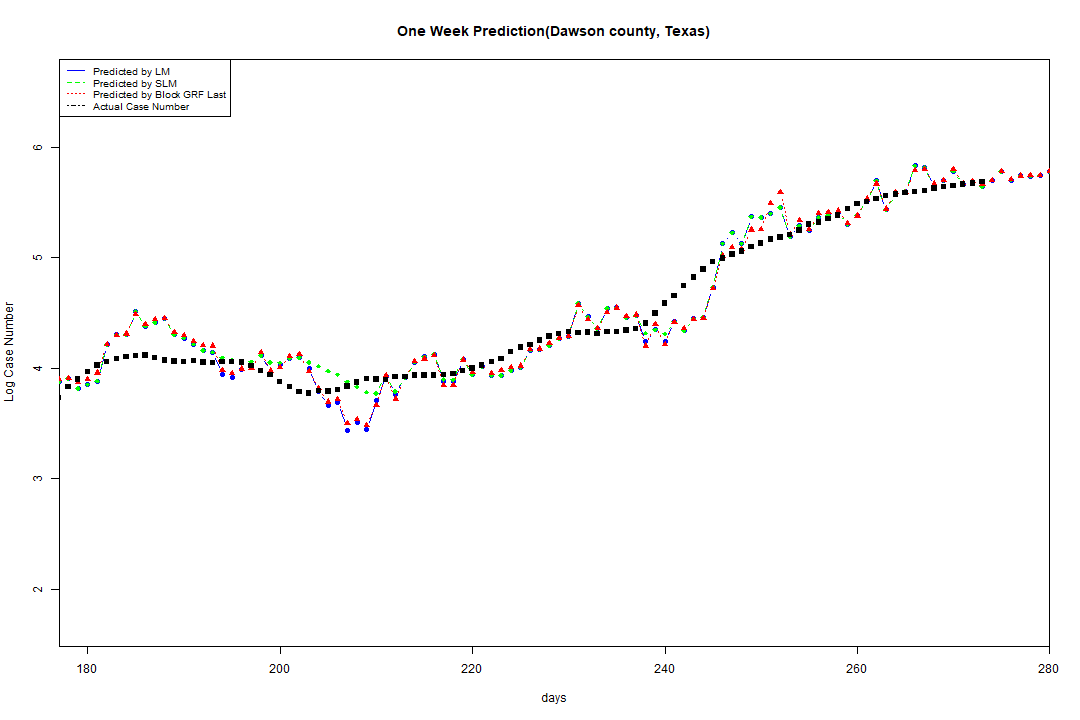 One Week Prediction(Dawson county, Texas)
Predicted by LM
Predicted by SLM
Predicted by Block GRF Last
Actual Case Number
6
5
4
3
2
Log Case Number
180 200 220 240 260 280
days